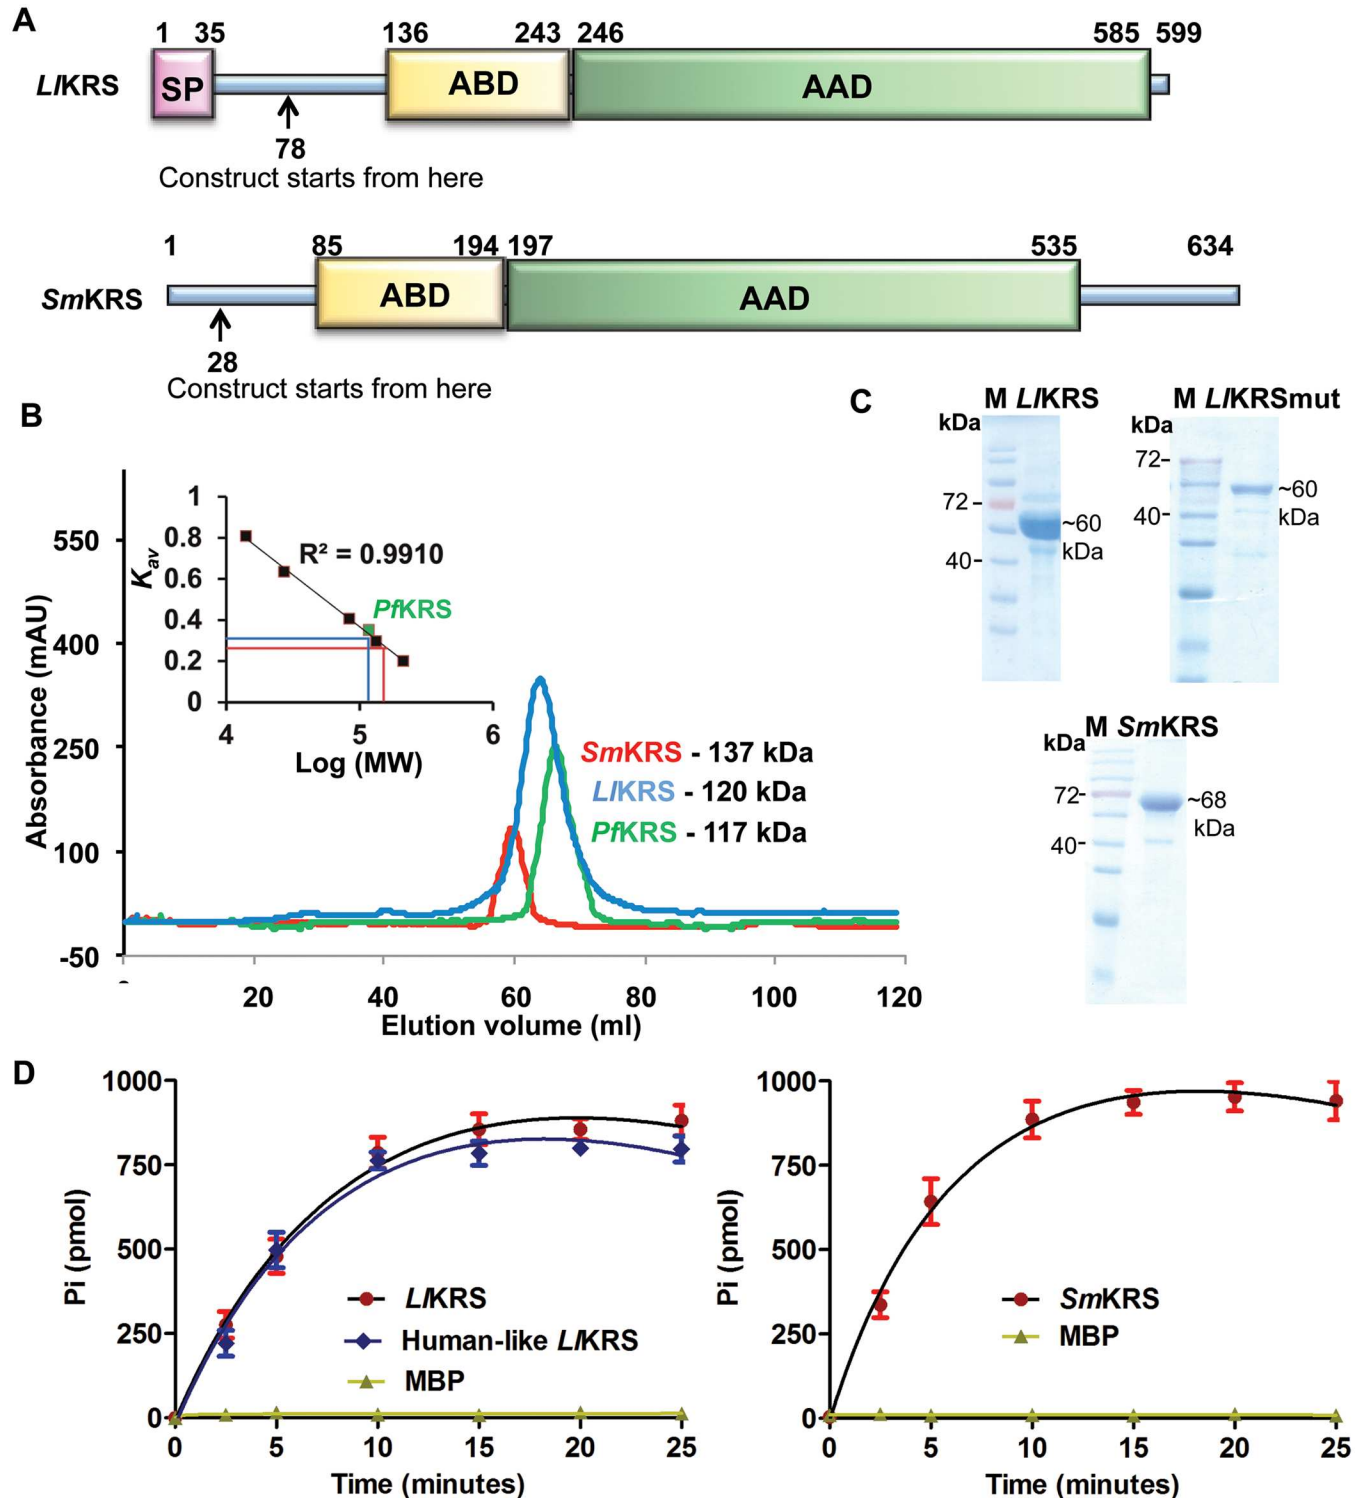 A
1 35 136 243 246 585 599
LlKRS SP ABD AAD
78
Construct starts from here
1 85 194 197 535 634
SmKRS ABD AAD
28
Construct starts from here
B
Absorbance (mAU)
550
400
250
100
-50
20 40 60 80 100 120
Elution volume (ml)
Kav
1
0.8
0.6
0.4
0.2
0
4 5 6
Log (MW)
R² = 0.9910
PfKRS
SmKRS - 137 kDa
LlKRS - 120 kDa
PfKRS - 117 kDa
C
M LlKRS
kDa
72
40
~60
kDa
M LlKRSmut
kDa
72
40
~60
kDa
M SmKRS
kDa
72
40
~68
kDa
D
Pi (pmol)
1000
750
500
250
0
0 5 10 15 20 25
Time (minutes)
LlKRS
Human-like LlKRS
MBP
Pi (pmol)
1000
750
500
250
0
0 5 10 15 20 25
Time (minutes)
SmKRS
MBP